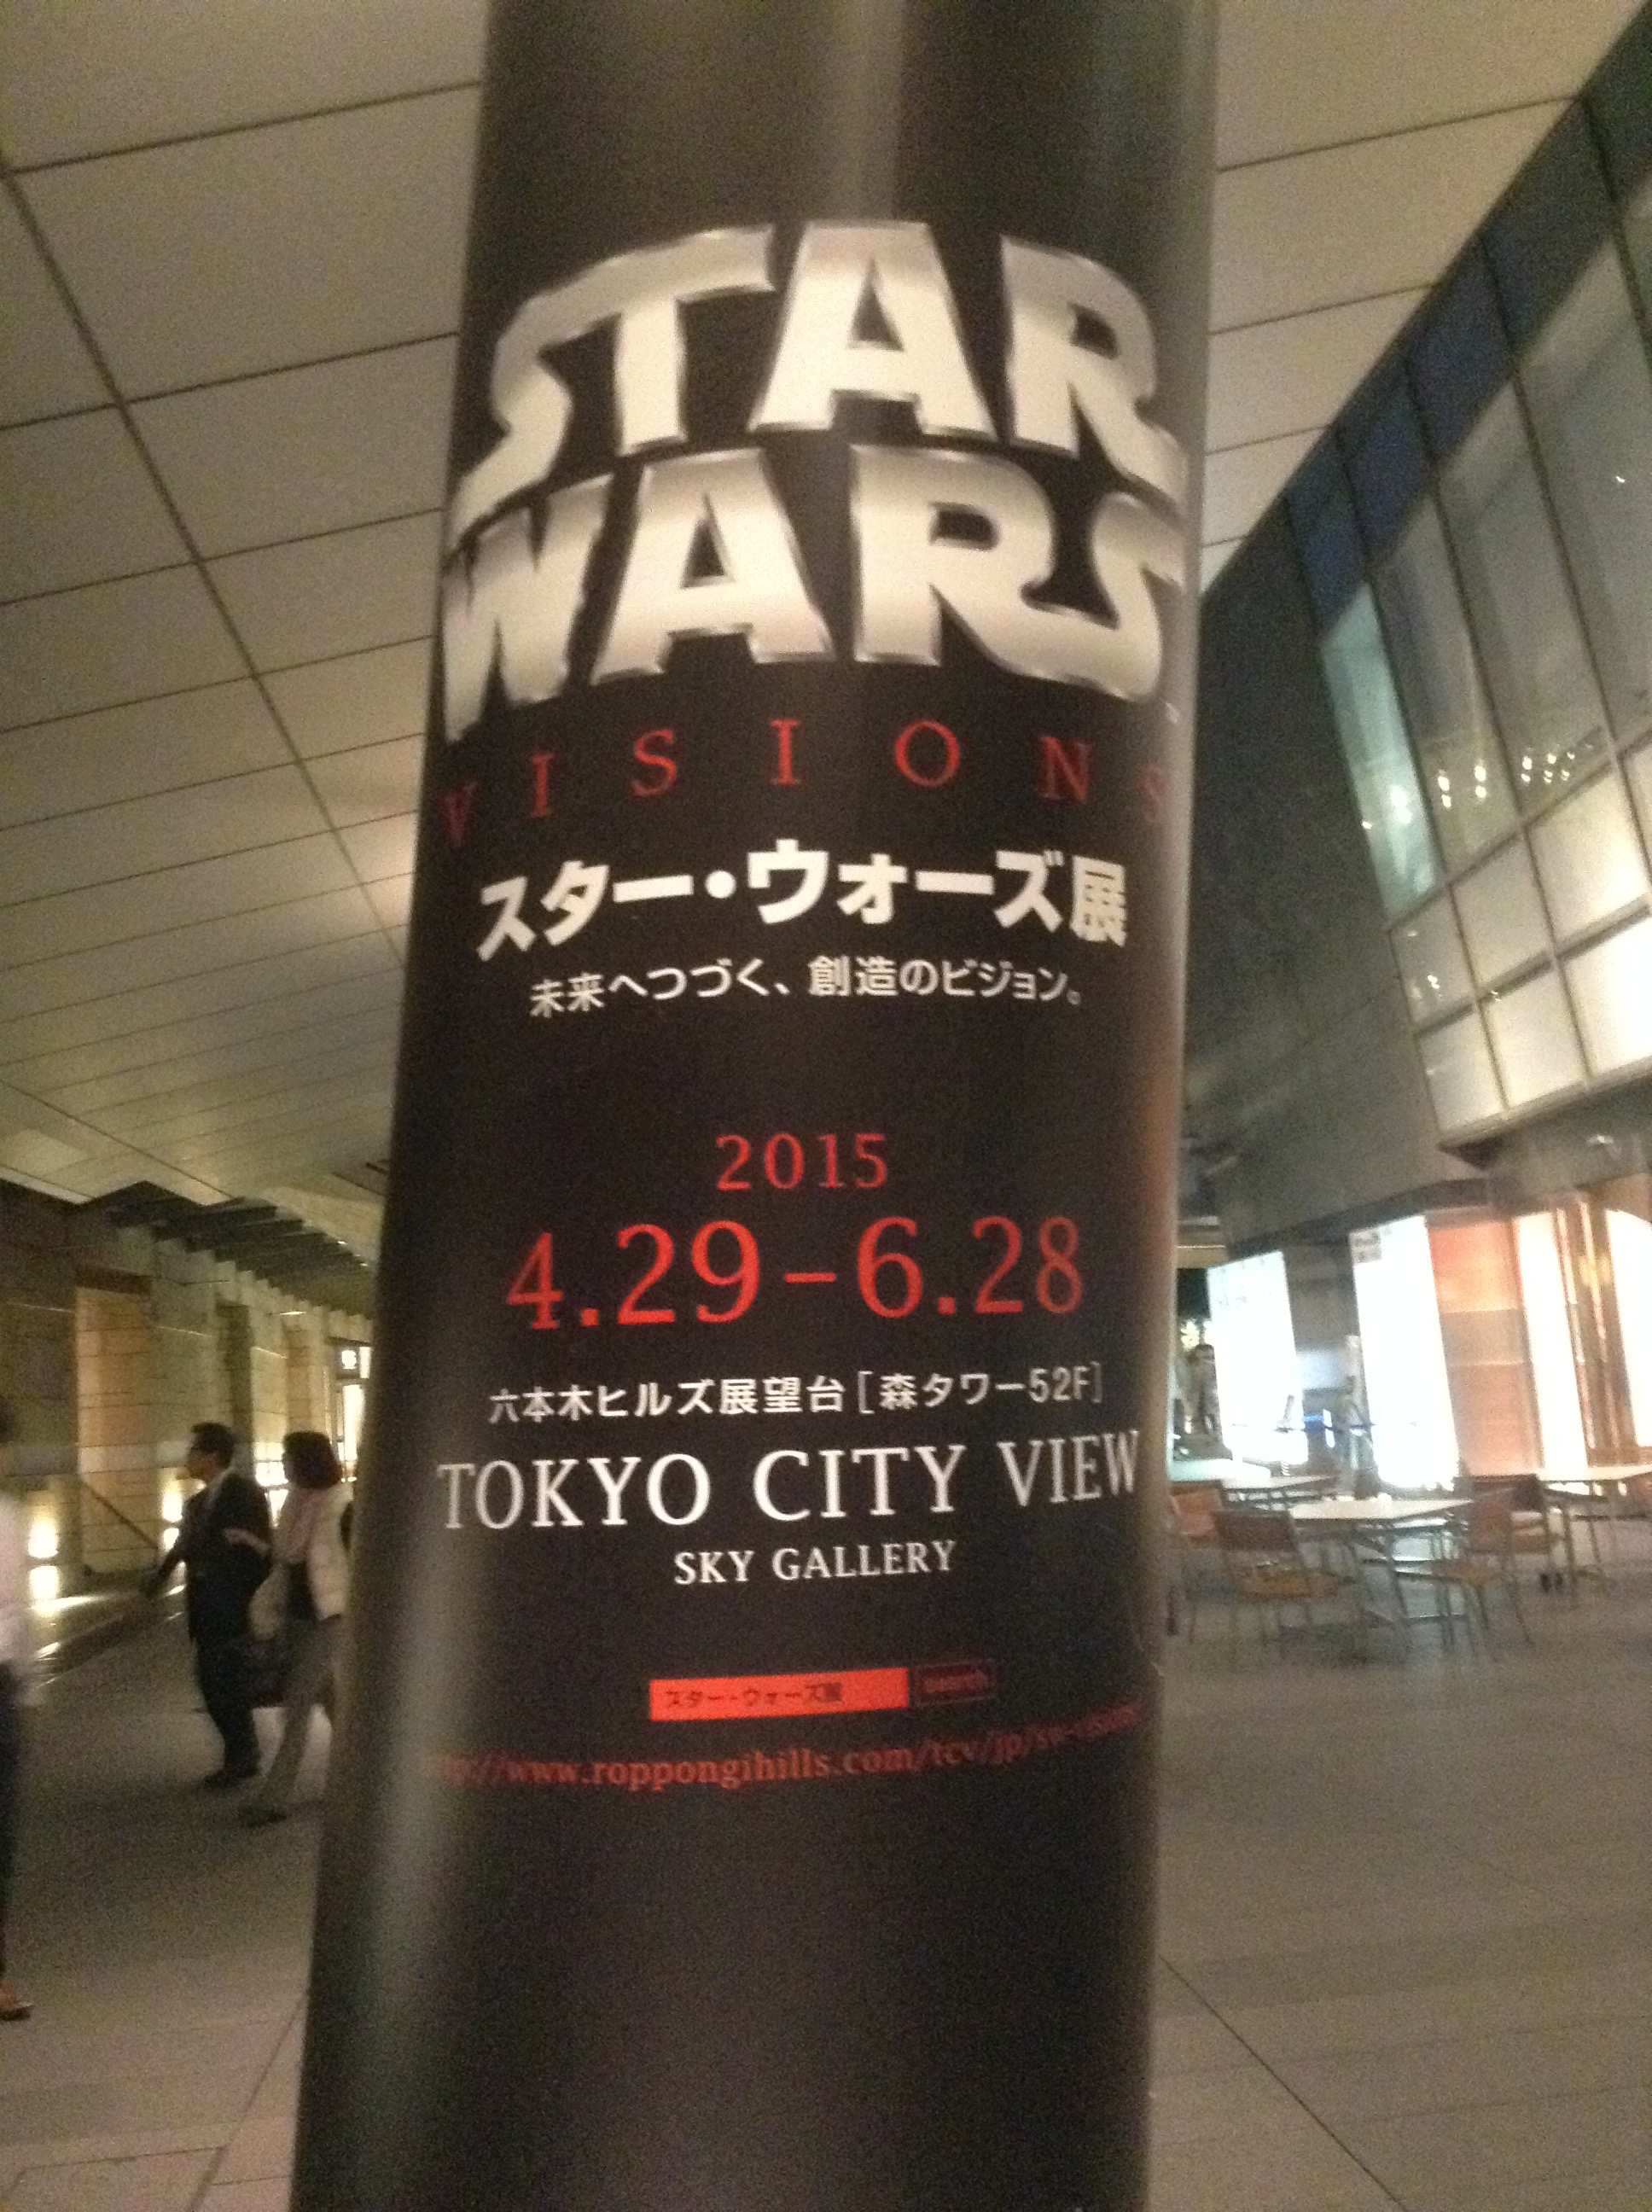 STAR
WARS
VISIONS
スター・ウォーズ展
未来へつづく、創造のビジョン。
2015
4.29-6.28
六本木ヒルズ展望台[森タワー52F]
TOKYO CITY VIEW
SKY GALLERY
スター・ウォーズ展 search
://www.roppongihills.com/tcv/jp/